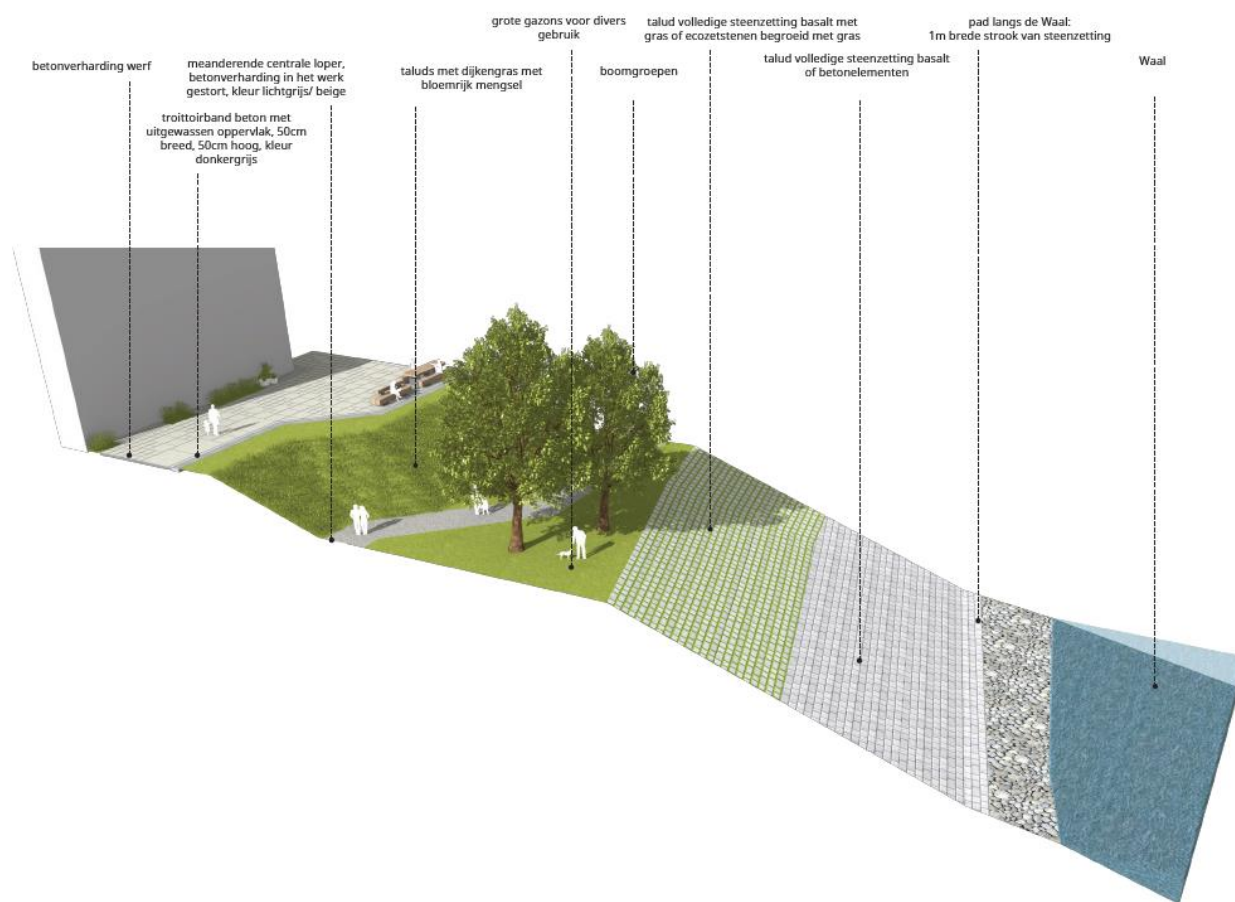 betonverharding werf
troittoirband beton met
uitgewassen oppervlak, 50cm
breed, 50cm hoog, kleur
donkergrijs
meanderende centrale loper,
betonverharding in het werk
gestort, kleur lichtgrijs/ beige
taluds met dijkengras met
bloemrijk mengsel
grote gazons voor divers
gebruik
boomgroepen
talud volledige steenzetting basalt met
gras of ecozetstenen begroeid met gras
talud volledige steenzetting basalt
of betonelementen
pad langs de Waal:
1m brede strook van steenzetting
Waal